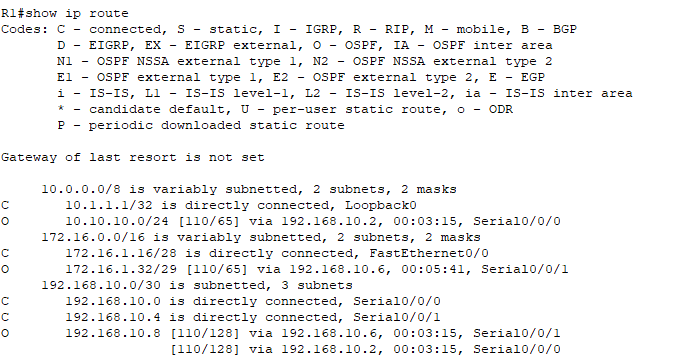 R1#show ip route
Codes: C - connected, S - static, I - IGRP, R - RIP, M - mobile, B - BGP
       D - EIGRP, EX - EIGRP external, O - OSPF, IA - OSPF inter area
       N1 - OSPF NSSA external type 1, N2 - OSPF NSSA external type 2
       E1 - OSPF external type 1, E2 - OSPF external type 2, E - EGP
       i - IS-IS, L1 - IS-IS level-1, L2 - IS-IS level-2, ia - IS-IS inter area
       * - candidate default, U - per-user static route, o - ODR
       P - periodic downloaded static route

Gateway of last resort is not set

     10.0.0.0/8 is variably subnetted, 2 subnets, 2 masks
C       10.1.1.1/32 is directly connected, Loopback0
O       10.10.10.0/24 [110/65] via 192.168.10.2, 00:03:15, Serial0/0/0
     172.16.0.0/16 is variably subnetted, 2 subnets, 2 masks
C       172.16.1.16/28 is directly connected, FastEthernet0/0
O       172.16.1.32/29 [110/65] via 192.168.10.6, 00:05:41, Serial0/0/1
     192.168.10.0/30 is subnetted, 3 subnets
C       192.168.10.0 is directly connected, Serial0/0/0
C       192.168.10.4 is directly connected, Serial0/0/1
O       192.168.10.8 [110/128] via 192.168.10.6, 00:03:15, Serial0/0/1
                     [110/128] via 192.168.10.2, 00:03:15, Serial0/0/0